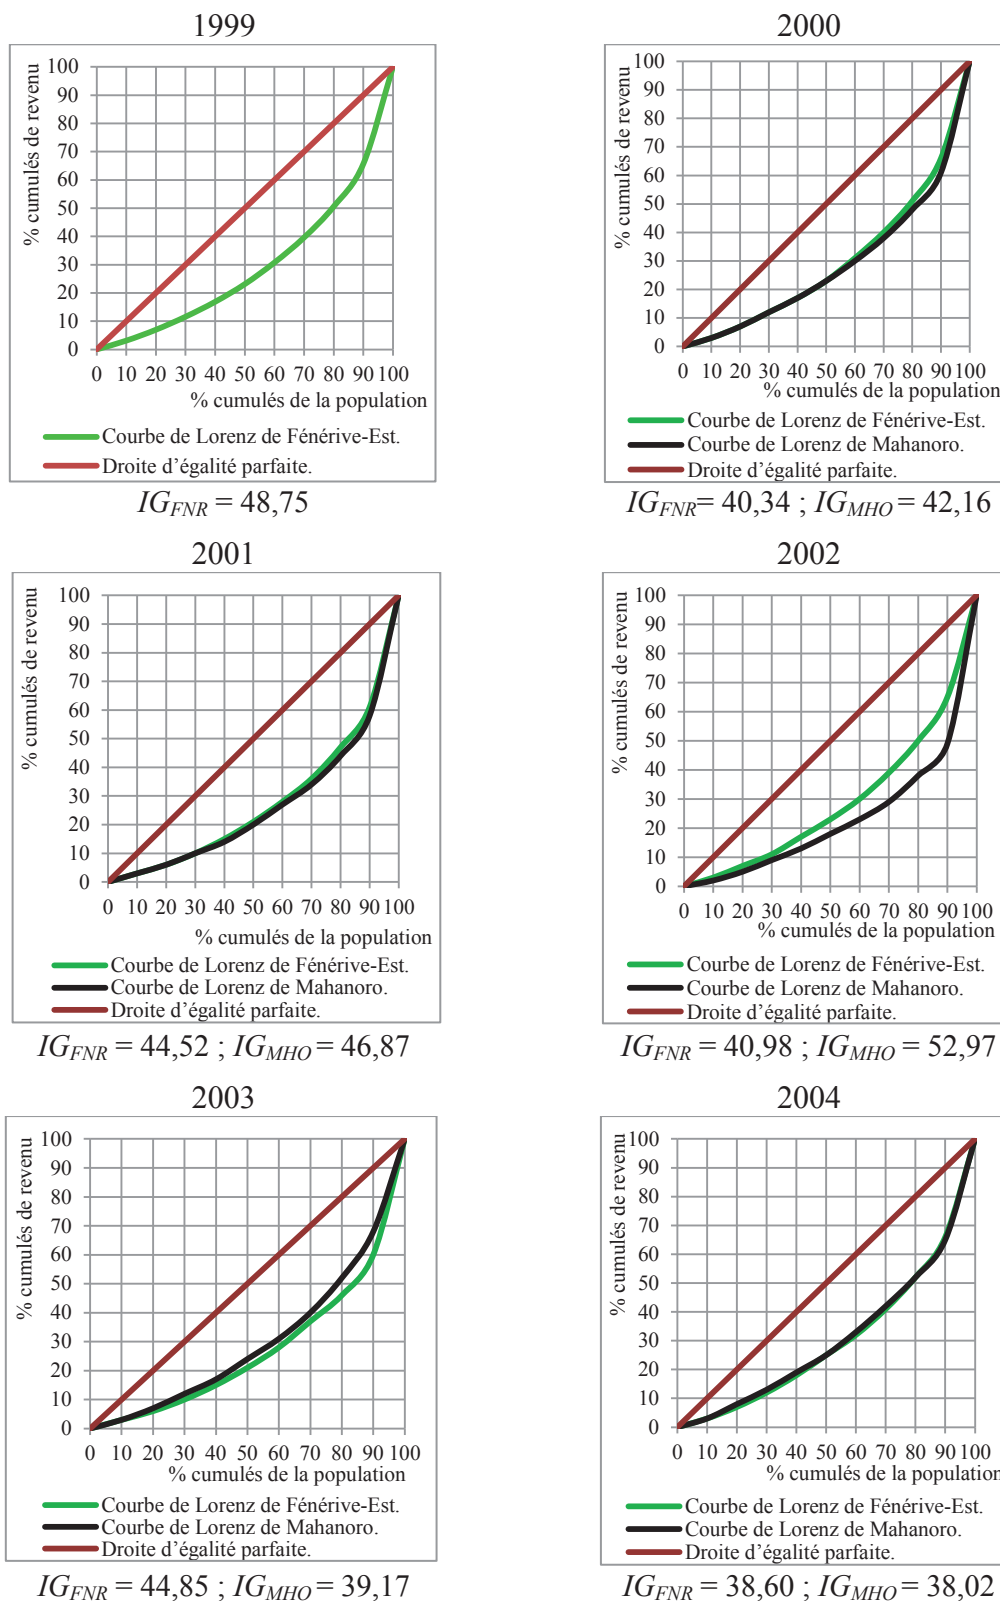 1999
% cumulés de revenu
100
90
80
70
60
50
40
30
20
10
0
0 10 20 30 40 50 60 70 80 90 100
% cumulés de la population
Courbe de Lorenz de Fénérive-Est.
Droite d'égalité parfaite.
IG_FNR = 48,75
2000
% cumulés de revenu
100
90
80
70
60
50
40
30
20
10
0
0 10 20 30 40 50 60 70 80 90 100
% cumulés de la population
Courbe de Lorenz de Fénérive-Est.
Courbe de Lorenz de Mahanoro.
Droite d'égalité parfaite.
IG_FNR= 40,34 ; IG_MHO = 42,16
2001
% cumulés de revenu
100
90
80
70
60
50
40
30
20
10
0
0 10 20 30 40 50 60 70 80 90 100
% cumulés de la population
Courbe de Lorenz de Fénérive-Est.
Courbe de Lorenz de Mahanoro.
Droite d'égalité parfaite.
IG_FNR = 44,52 ; IG_MHO = 46,87
2002
% cumulés de revenu
100
90
80
70
60
50
40
30
20
10
0
0 10 20 30 40 50 60 70 80 90 100
% cumulés de la population
Courbe de Lorenz de Fénérive-Est.
Courbe de Lorenz de Mahanoro.
Droite d'égalité parfaite.
IG_FNR = 40,98 ; IG_MHO = 52,97
2003
% cumulés de revenu
100
90
80
70
60
50
40
30
20
10
0
0 10 20 30 40 50 60 70 80 90 100
% cumulés de la population
Courbe de Lorenz de Fénérive-Est.
Courbe de Lorenz de Mahanoro.
Droite d'égalité parfaite.
IG_FNR = 44,85 ; IG_MHO = 39,17
2004
% cumulés de revenu
100
90
80
70
60
50
40
30
20
10
0
0 10 20 30 40 50 60 70 80 90 100
% cumulés de la population
Courbe de Lorenz de Fénérive-Est.
Courbe de Lorenz de Mahanoro.
Droite d'égalité parfaite.
IG_FNR = 38,60 ; IG_MHO = 38,02